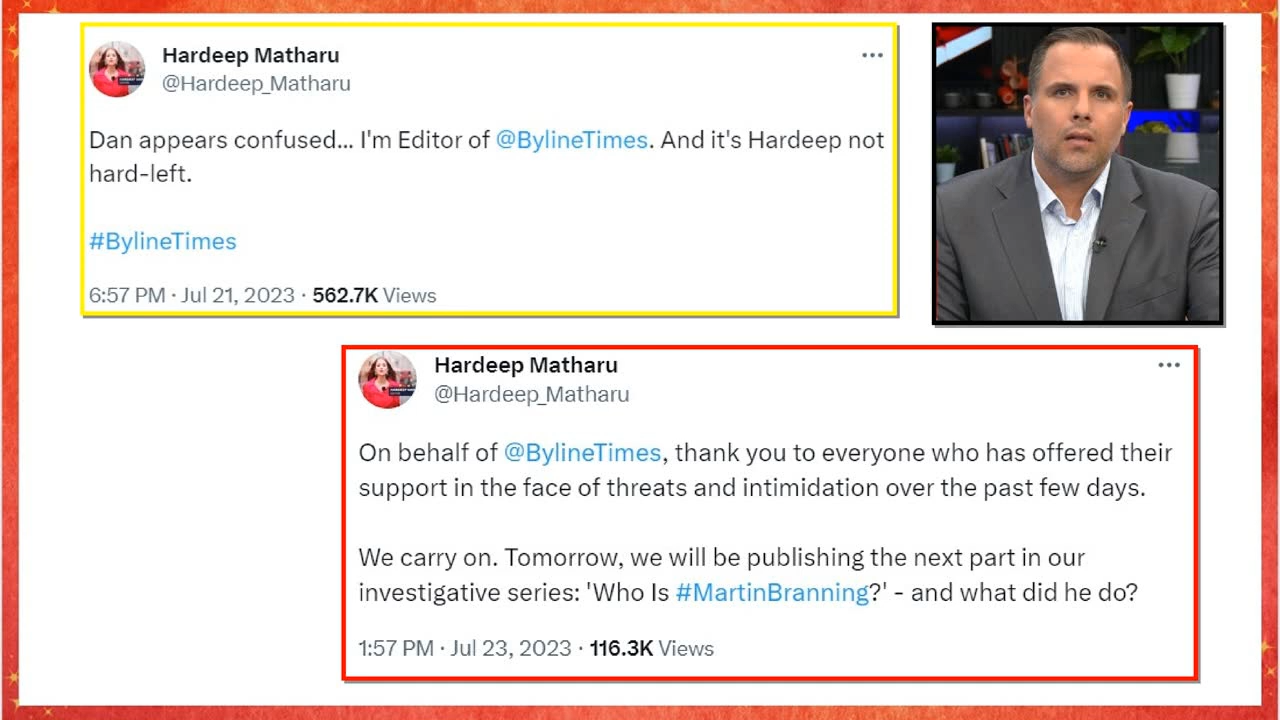 Hardeep Matharu
@Hardeep_Matharu
Dan appears confused... I'm Editor of @BylineTimes. And it's Hardeep not
hard-left.
#BylineTimes
6:57 PM · Jul 21, 2023 · 562.7K Views
Hardeep Matharu
@Hardeep_Matharu
On behalf of @BylineTimes, thank you to everyone who has offered their
support in the face of threats and intimidation over the past few days.
We carry on. Tomorrow, we will be publishing the next part in our
investigative series: 'Who Is #MartinBranning?' - and what did he do?
1:57 PM · Jul 23, 2023 · 116.3K Views